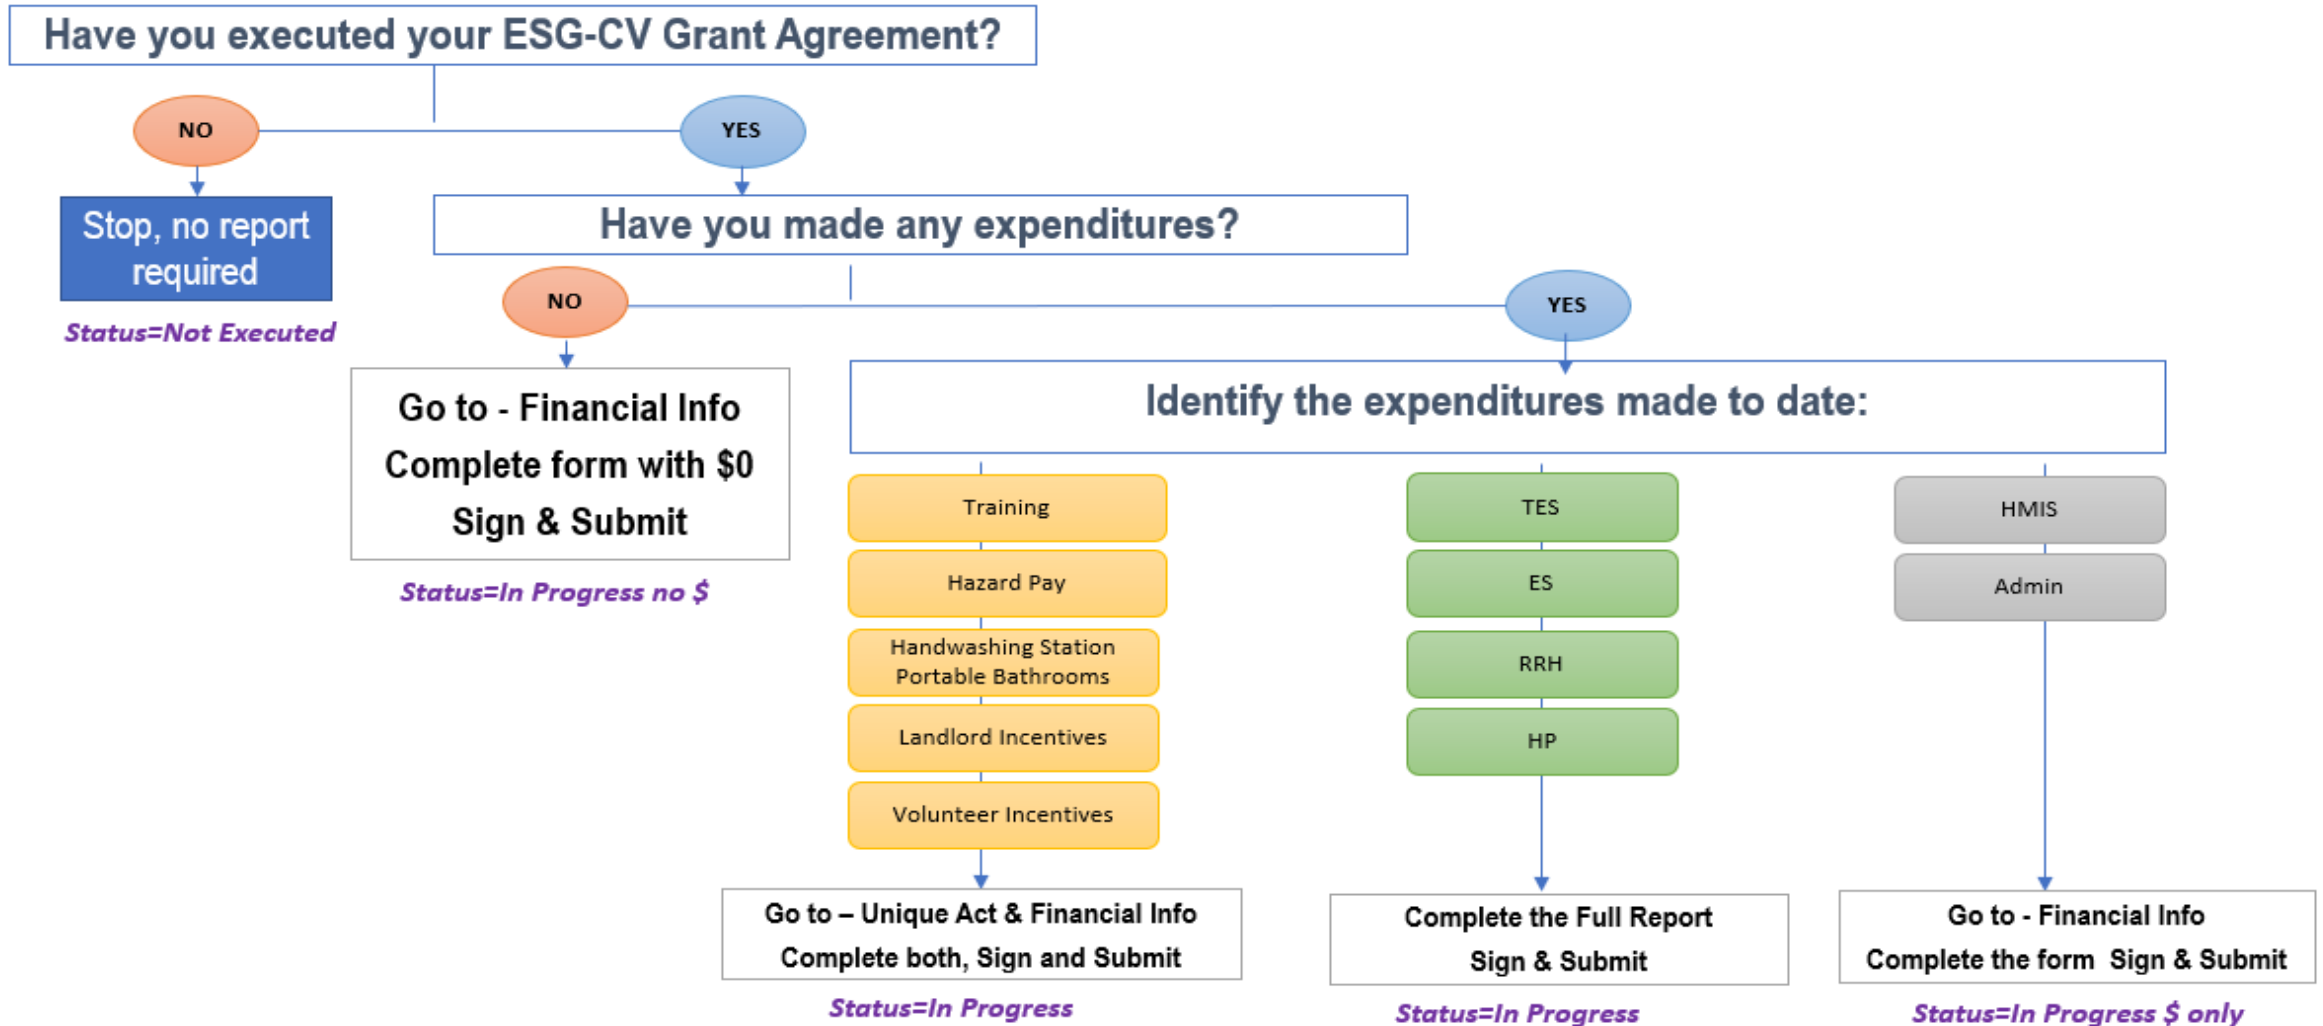 Have you executed your ESG-CV Grant Agreement?
NO
YES
Stop, no report
required
Status=Not Executed
Have you made any expenditures?
NO
YES
Go to - Financial Info
Complete form with $0
Sign & Submit
Status=In Progress no $
Identify the expenditures made to date:
Training
Hazard Pay
Handwashing Station
Portable Bathrooms
Landlord Incentives
Volunteer Incentives
Go to – Unique Act & Financial Info
Complete both, Sign and Submit
Status=In Progress
TES
ES
RRH
HP
Complete the Full Report
Sign & Submit
Status=In Progress
HMIS
Admin
Go to - Financial Info
Complete the form  Sign & Submit
Status=In Progress $ only